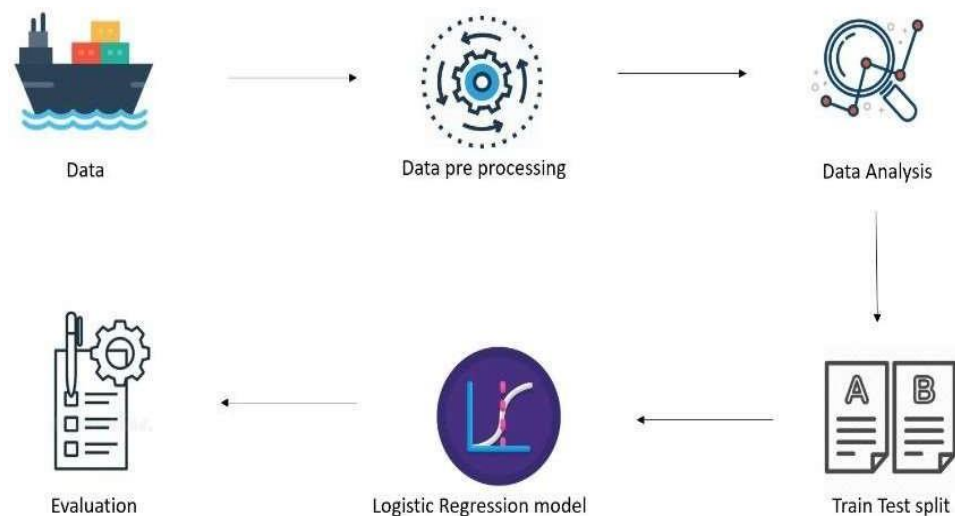 Data
Data pre processing
Data Analysis
A B
Evaluation
Logistic Regression model
Train Test split